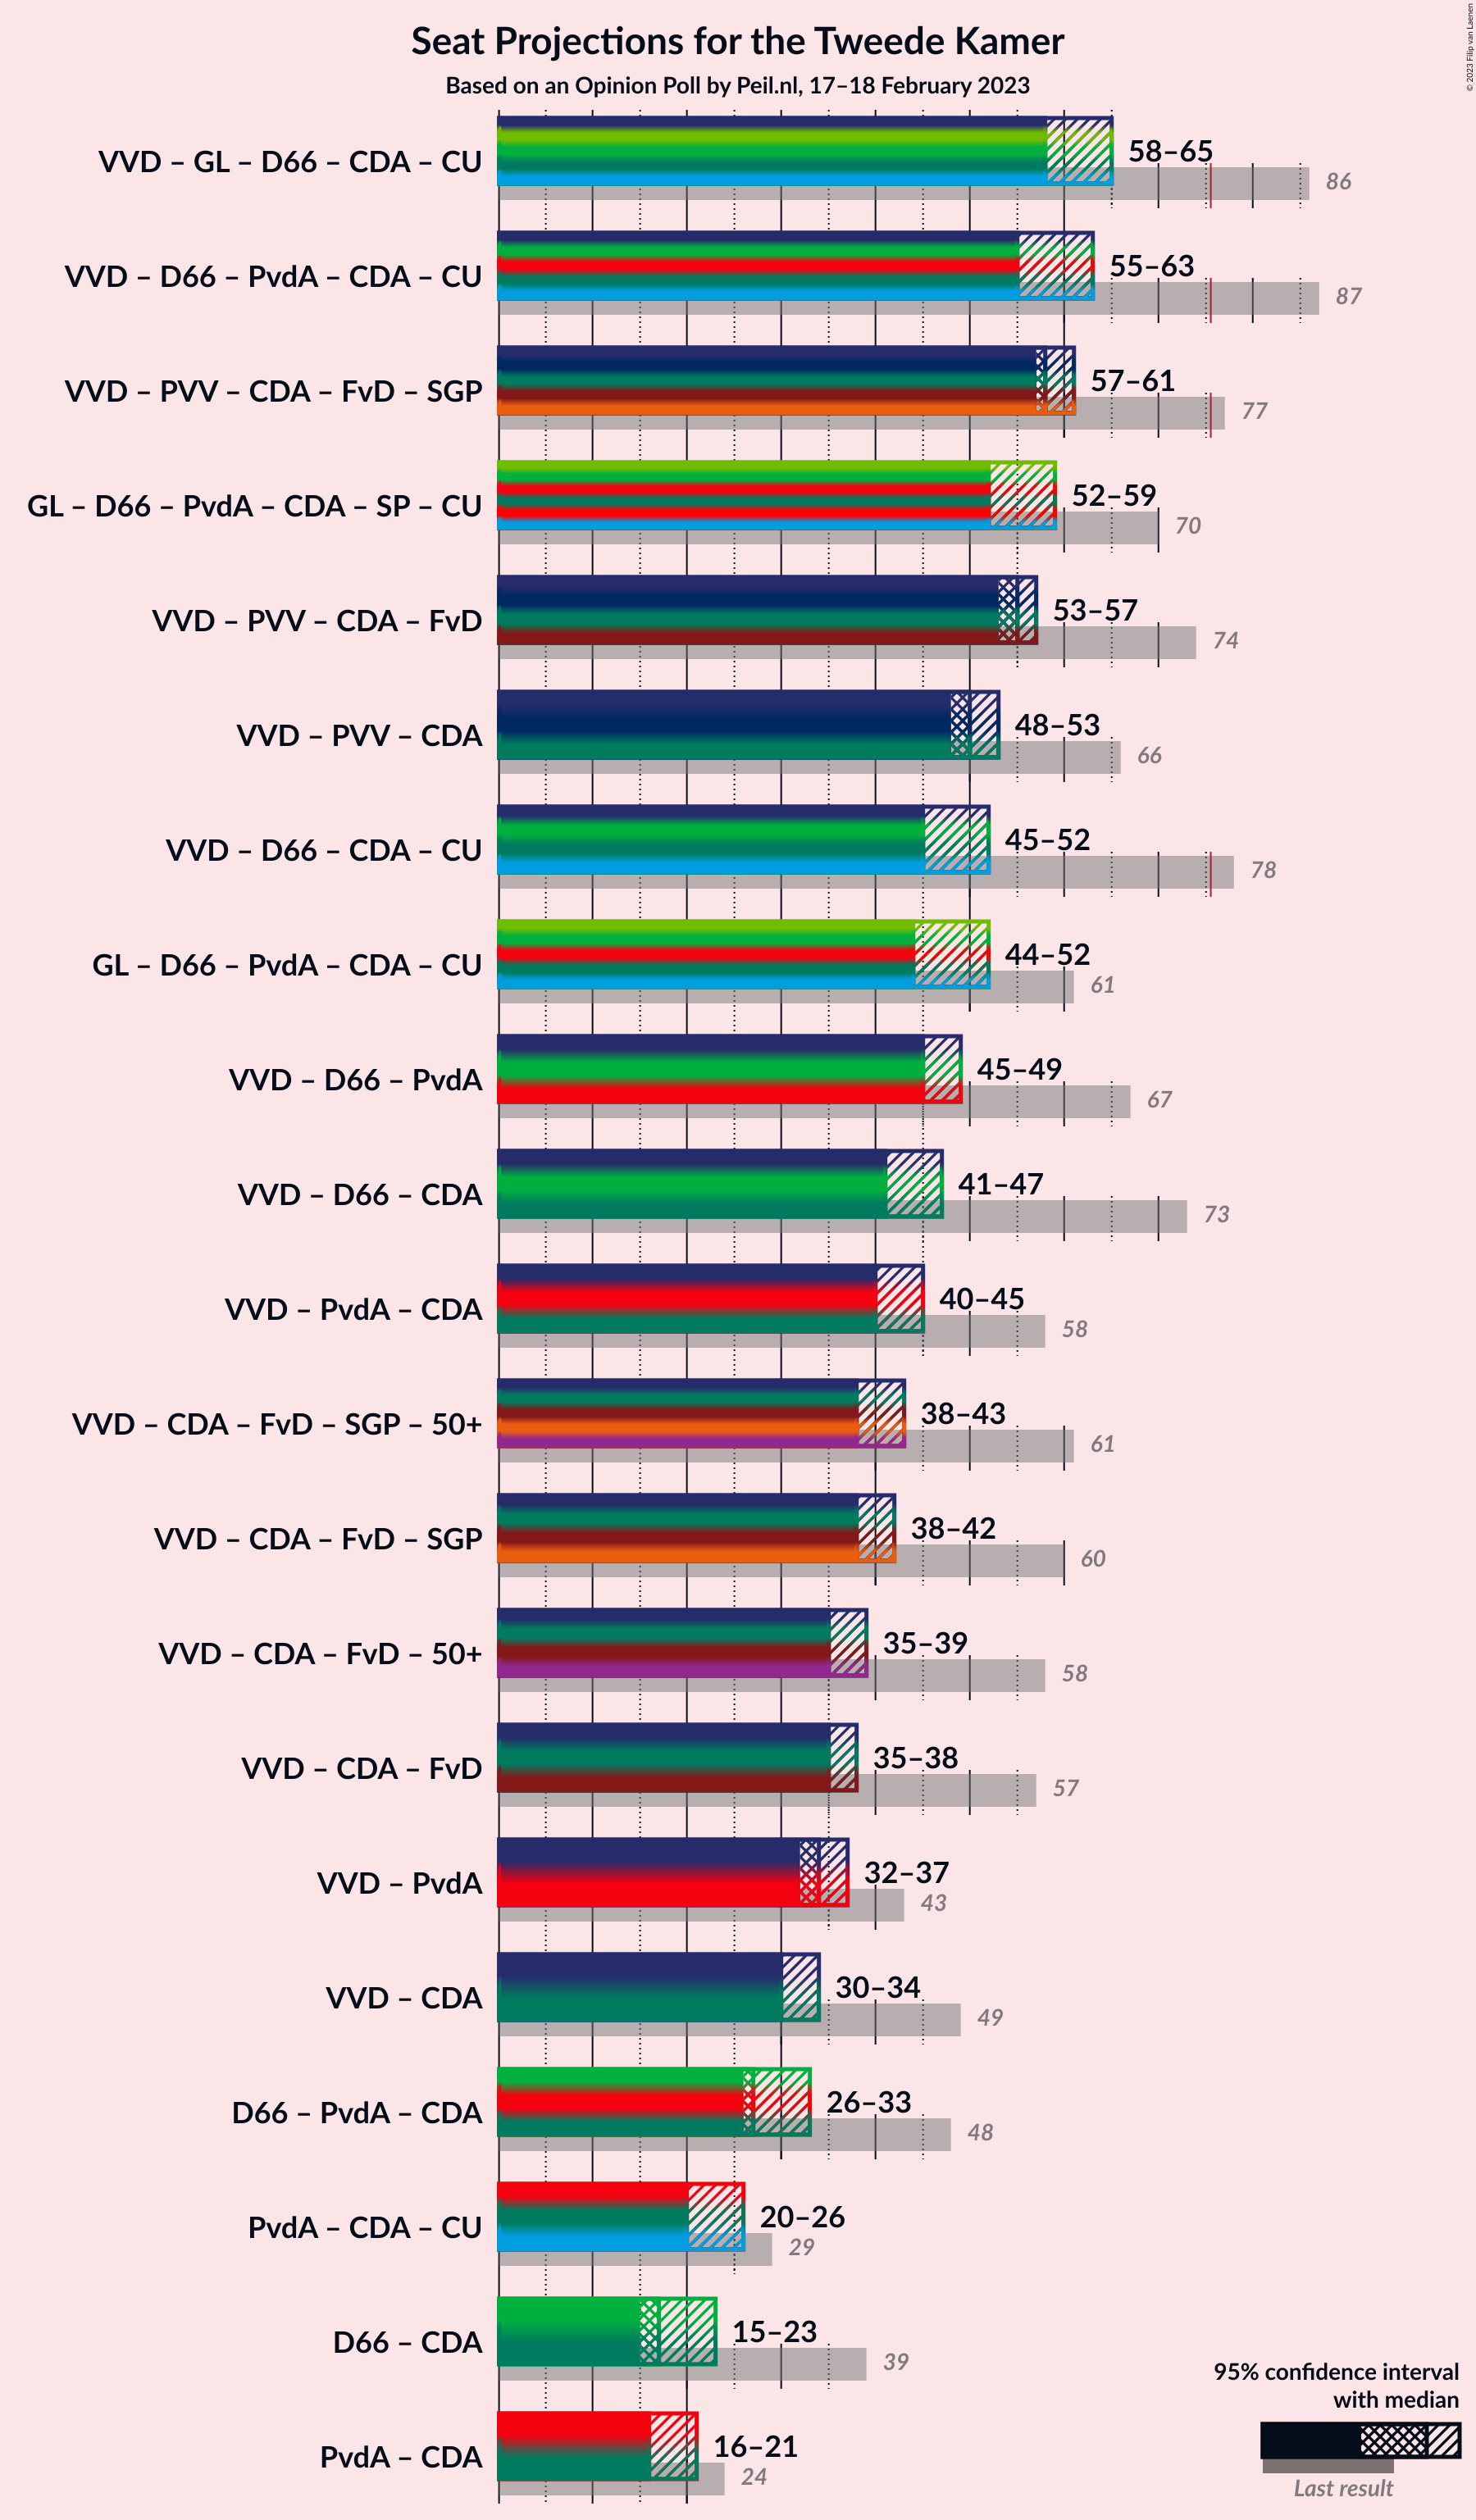 Seat Projections for the Tweede Kamer
Based on an Opinion Poll by Peil.nl, 17–18 February 2023
© 2023 Filip van Laenen
VVD – GL – D66 – CDA – CU
58–65
86
VVD – D66 – PvdA – CDA – CU
55–63
87
VVD – PVV – CDA – FvD – SGP
57–61
77
GL – D66 – PvdA – CDA – SP – CU
52–59
70
VVD – PVV – CDA – FvD
53–57
74
VVD – PVV – CDA
48–53
66
VVD – D66 – CDA – CU
45–52
78
GL – D66 – PvdA – CDA – CU
44–52
61
VVD – D66 – PvdA
45–49
67
VVD – D66 – CDA
41–47
73
VVD – PvdA – CDA
40–45
58
VVD – CDA – FvD – SGP – 50+
38–43
61
VVD – CDA – FvD – SGP
38–42
60
VVD – CDA – FvD – 50+
35–39
58
VVD – CDA – FvD
35–38
57
VVD – PvdA
32–37
43
VVD – CDA
30–34
49
D66 – PvdA – CDA
26–33
48
PvdA – CDA – CU
20–26
29
D66 – CDA
15–23
39
PvdA – CDA
16–21
24
95% confidence interval
with median
Last result